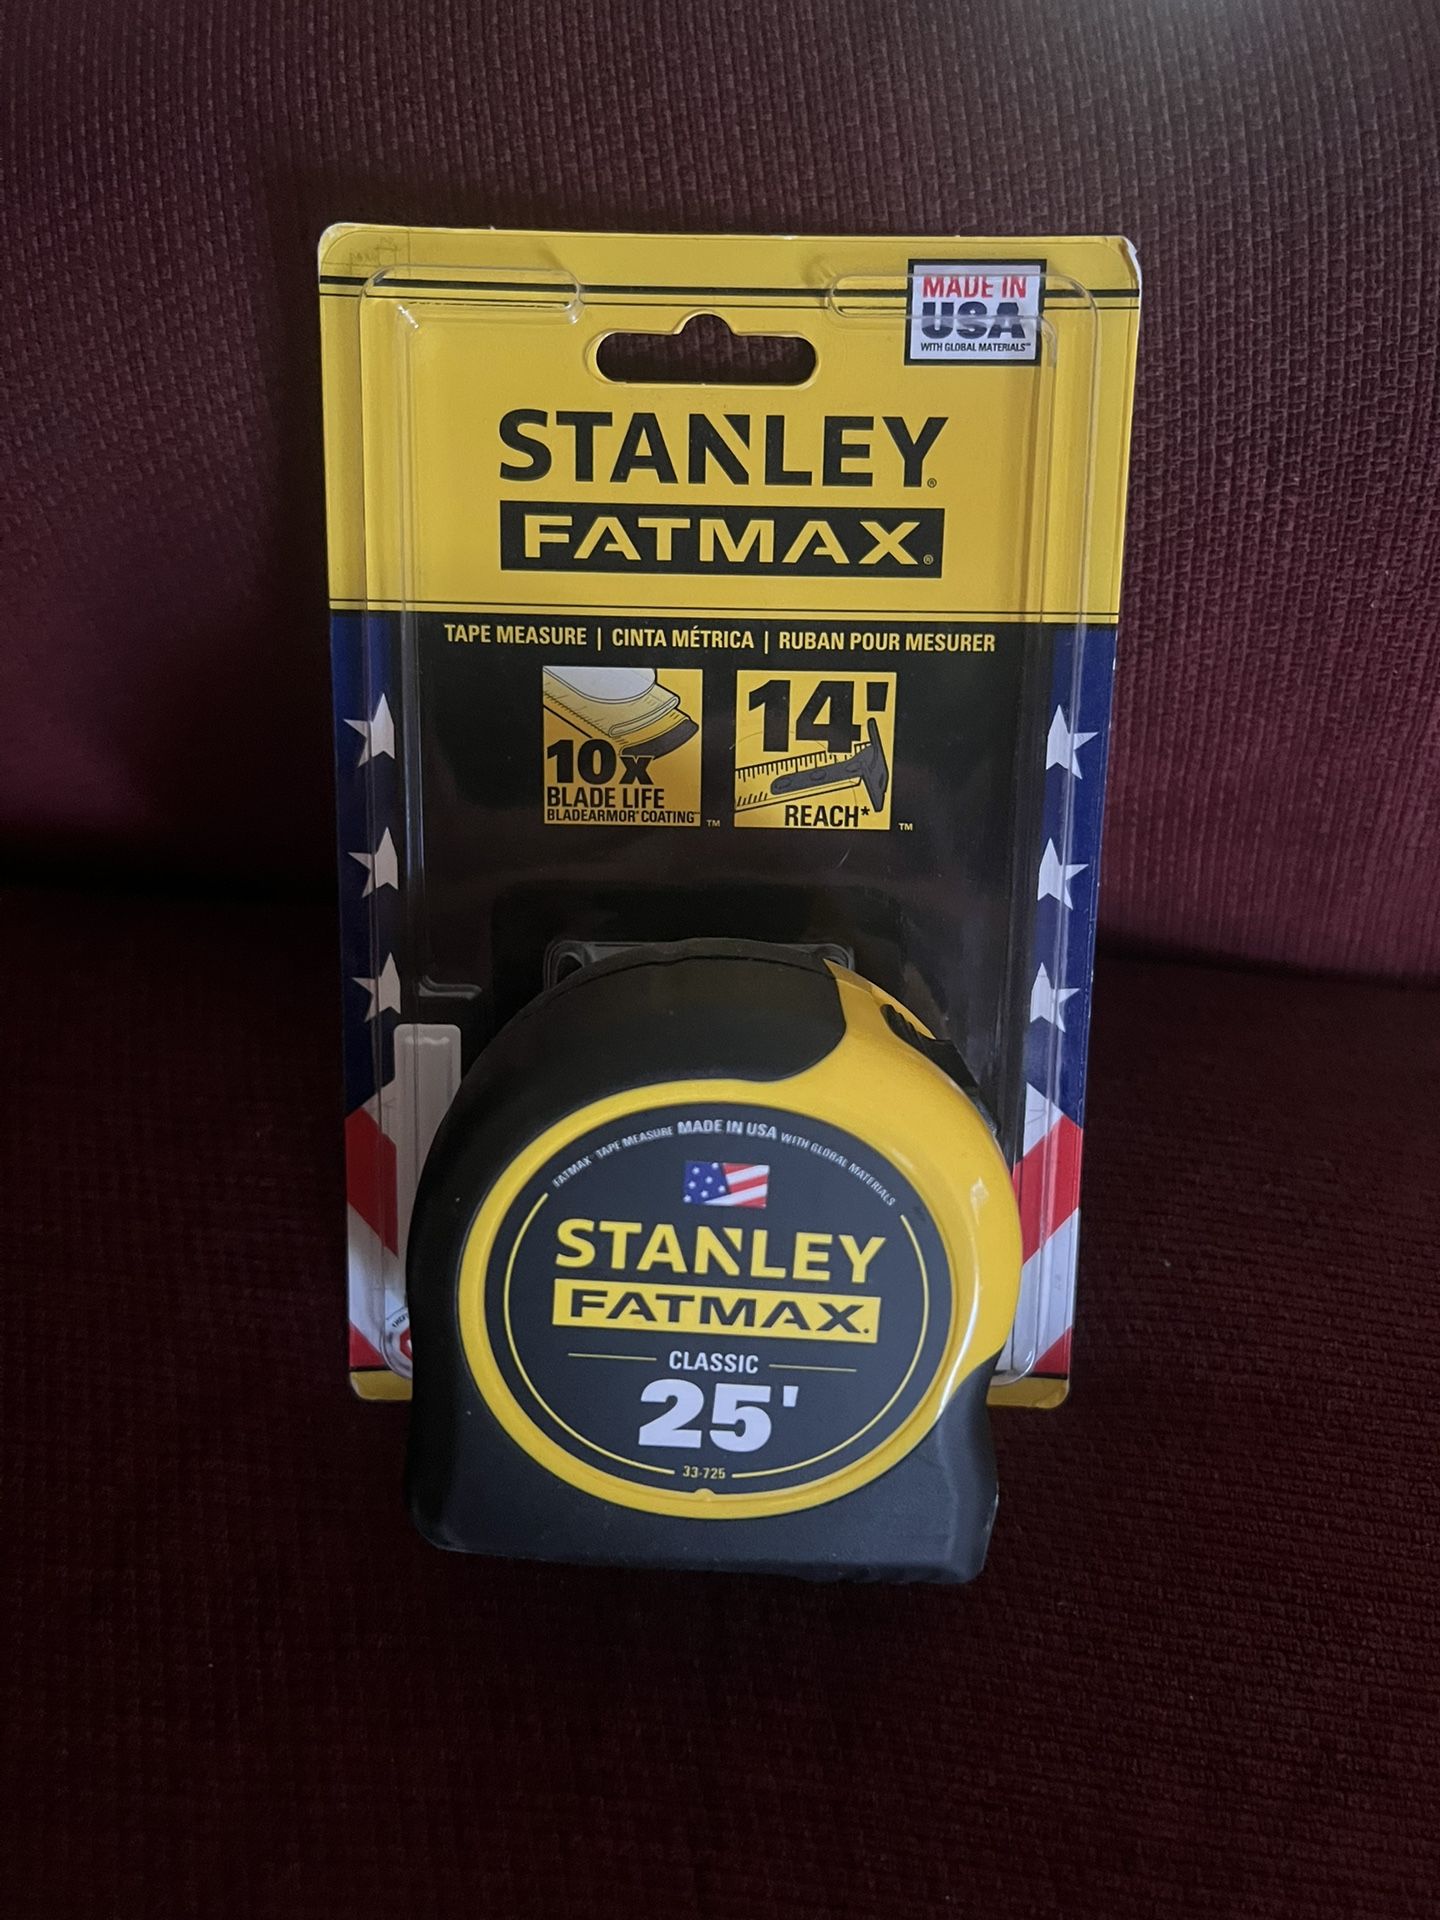 MADE IN
USA
WITH GLOBAL MATERIALS℠
STANLEY®
FATMAX®
TAPE MEASURE | CINTA MÉTRICA | RUBAN POUR MESURER
10x
BLADE LIFE
BLADEARMOR® COATING™
14'
REACH*™
FATMAX® TAPE MEASURE MADE IN USA WITH GLOBAL MATERIALS
STANLEY
FATMAX.
CLASSIC
25'
33-725